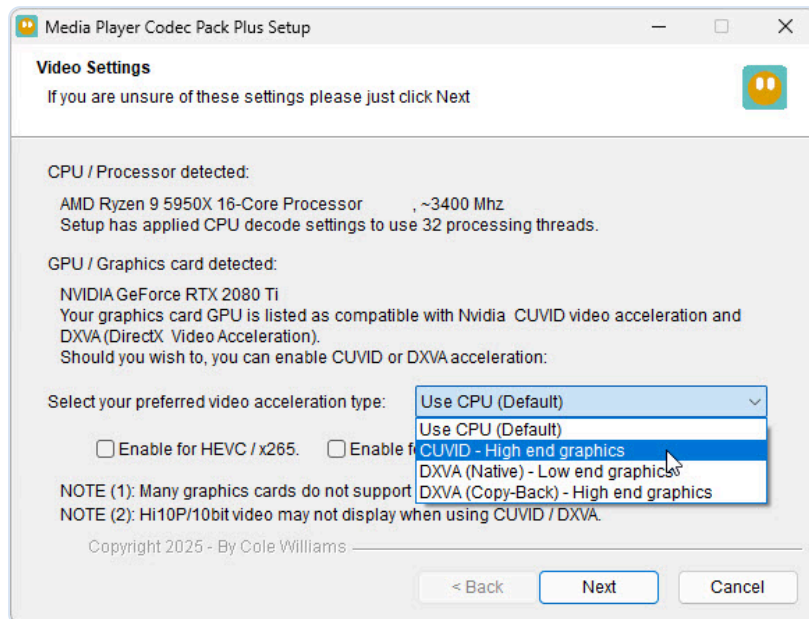 Media Player Codec Pack Plus Setup
Video Settings
If you are unsure of these settings please just click Next
CPU / Processor detected:
AMD Ryzen 9 5950X 16-Core Processor , ~3400 Mhz
Setup has applied CPU decode settings to use 32 processing threads.
GPU / Graphics card detected:
NVIDIA GeForce RTX 2080 Ti
Your graphics card GPU is listed as compatible with Nvidia CUVID video acceleration and
DXVA (DirectX Video Acceleration).
Should you wish to, you can enable CUVID or DXVA acceleration:
Select your preferred video acceleration type: Use CPU (Default)
Use CPU (Default)
Enable for HEVC / x265. Enable CUVID - High end graphics
DXVA (Native) - Low end graphics
NOTE (1): Many graphics cards do not support DXVA (Copy-Back) - High end graphics
NOTE (2): Hi10P/10bit video may not display when using CUVID / DXVA.
Copyright 2025 - By Cole Williams
< Back Next Cancel